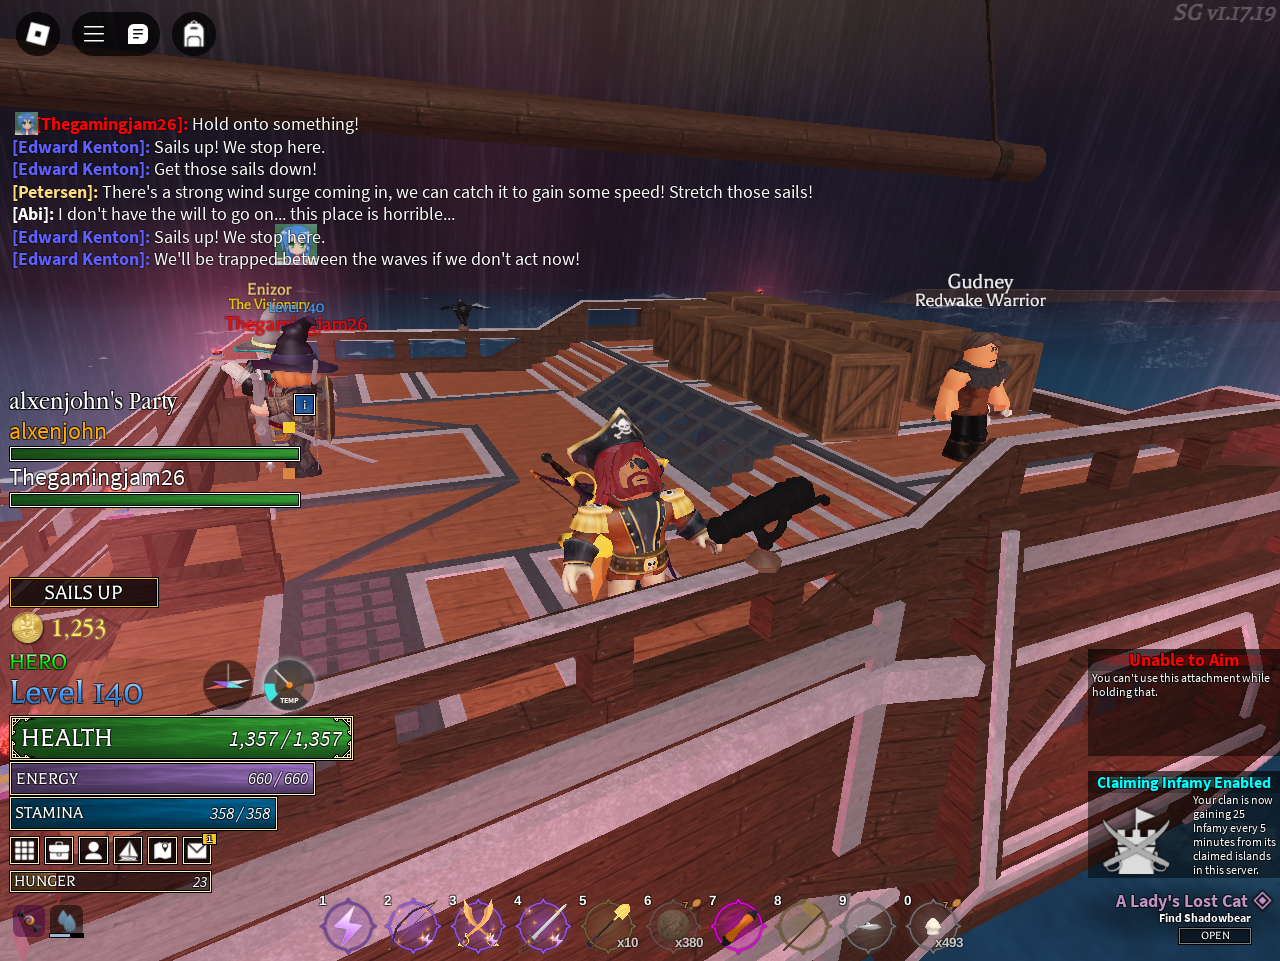 SG v1.17.19
[Thegamingjam26]: Hold onto something!
[Edward Kenton]: Sails up! We stop here.
[Edward Kenton]: Get those sails down!
[Petersen]: There's a strong wind surge coming in, we can catch it to gain some speed! Stretch those sails!
[Abi]: I don't have the will to go on... this place is horrible...
[Edward Kenton]: Sails up! We stop here.
[Edward Kenton]: We'll be trapped between the waves if we don't act now!
Enizor
The Visionary
Level 140
Thegamingjam26
Gudney
Redwake Warrior
alxenjohn's Party
i
alxenjohn
Thegamingjam26
SAILS UP
1,253
HERO
Level 140
TEMP
HEALTH 1,357 / 1,357
ENERGY 660 / 660
STAMINA 358 / 358
1
HUNGER 23
Unable to Aim
You can't use this attachment while
holding that.
Claiming Infamy Enabled
Your clan is now
gaining 25
Infamy every 5
minutes from its
claimed islands
in this server.
A Lady's Lost Cat
Find Shadowbear
OPEN
1 2 3 4 5 6 7 7 8 9 0 7
x10 x380 x493